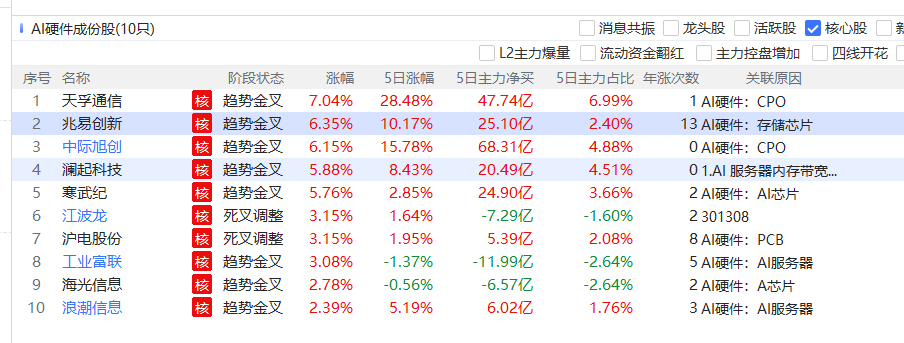 AI硬件成份股(10只) 消息共振 龙头股 活跃股 核心股
L2主力爆量 流动资金翻红 主力控盘增加 四线开花
序号 名称 阶段状态 涨幅 5日涨幅 5日主力净买 5日主力占比 年涨次数 关联原因
1 天孚通信 核 趋势金叉 7.04% 28.48% 47.74亿 6.99% 1 AI硬件：CPO
2 兆易创新 核 趋势金叉 6.35% 10.17% 25.10亿 2.40% 13 AI硬件：存储芯片
3 中际旭创 核 趋势金叉 6.15% 15.78% 68.31亿 4.88% 0 AI硬件：CPO
4 澜起科技 核 趋势金叉 5.88% 8.43% 20.49亿 4.51% 0 1.AI 服务器内存带宽...
5 寒武纪 核 趋势金叉 5.76% 2.85% 24.90亿 3.66% 2 AI硬件：AI芯片
6 江波龙 核 死叉调整 3.15% 1.64% -7.29亿 -1.60% 2 301308
7 沪电股份 核 死叉调整 3.15% 1.95% 5.39亿 2.08% 8 AI硬件：PCB
8 工业富联 核 趋势金叉 3.08% -1.37% -11.99亿 -2.64% 5 AI硬件：AI服务器
9 海光信息 核 趋势金叉 2.78% -0.56% -6.57亿 -2.64% 2 AI硬件：A芯片
10 浪潮信息 核 趋势金叉 2.39% 5.19% 6.02亿 1.76% 3 AI硬件：AI服务器